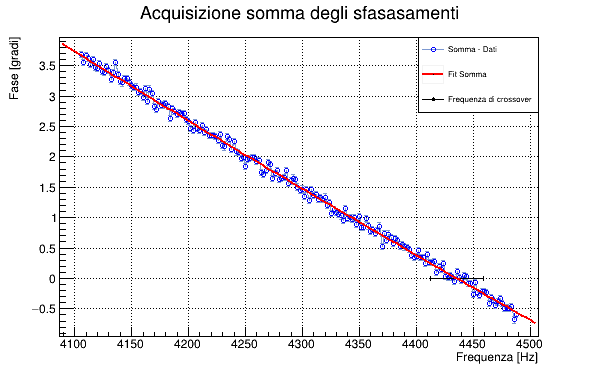 Acquisizione somma degli sfasasamenti
Fase [gradi]
Somma - Dati
Fit Somma
Frequenza di crossover
3.5
3
2.5
2
1.5
1
0.5
0
−0.5
4100 4150 4200 4250 4300 4350 4400 4450 4500
Frequenza [Hz]